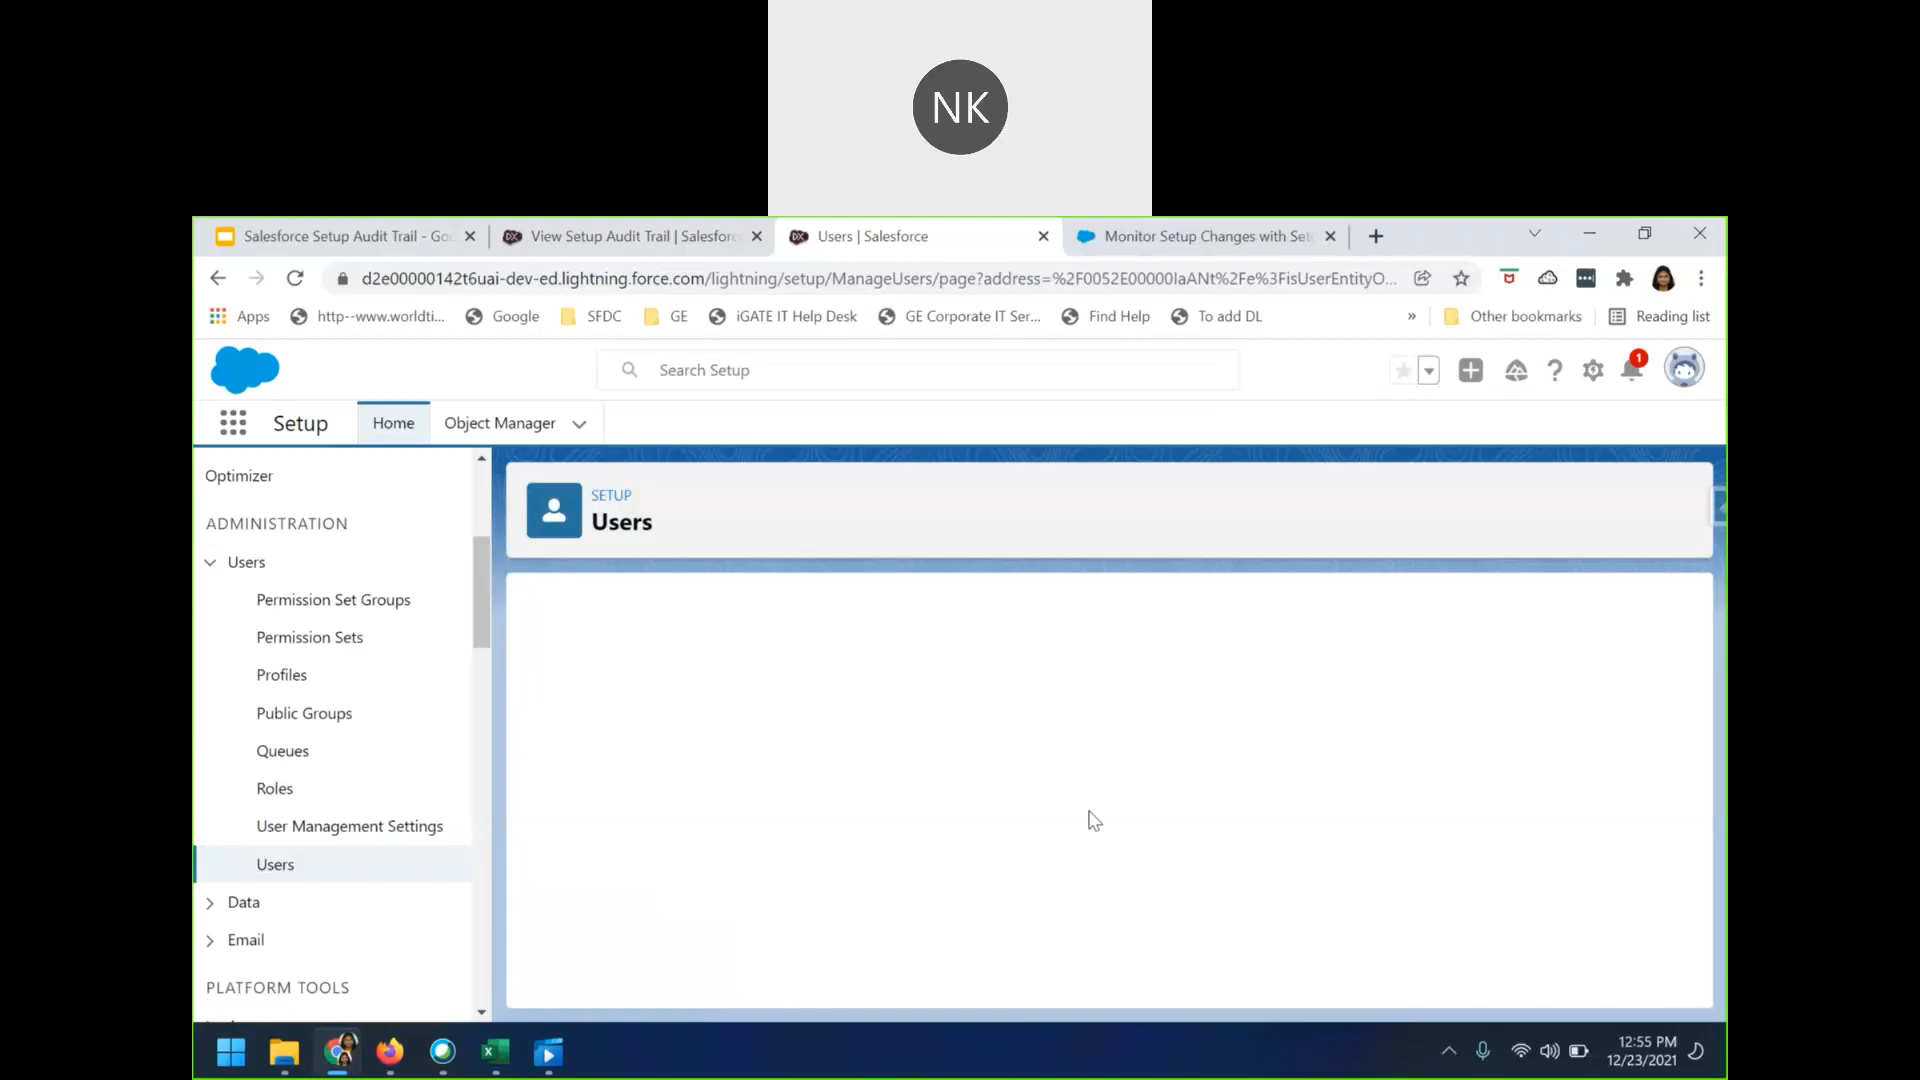 NK
Salesforce Setup Audit Trail - Go
View Setup Audit Trail | Salesforc
Users | Salesforce
Monitor Setup Changes with Set
d2e00000142t6uai-dev-ed.lightning.force.com/lightning/setup/ManageUsers/page?address=%2F0052E00000IaANt%2Fe%3FisUserEntityO...
Apps
http--www.worldti...
Google
SFDC
GE
iGATE IT Help Desk
GE Corporate IT Ser...
Find Help
To add DL
»
Other bookmarks
Reading list
Search Setup
1
Setup
Home
Object Manager
Optimizer
ADMINISTRATION
Users
Permission Set Groups
Permission Sets
Profiles
Public Groups
Queues
Roles
User Management Settings
Users
Data
Email
PLATFORM TOOLS
SETUP
Users
12:55 PM
12/23/2021